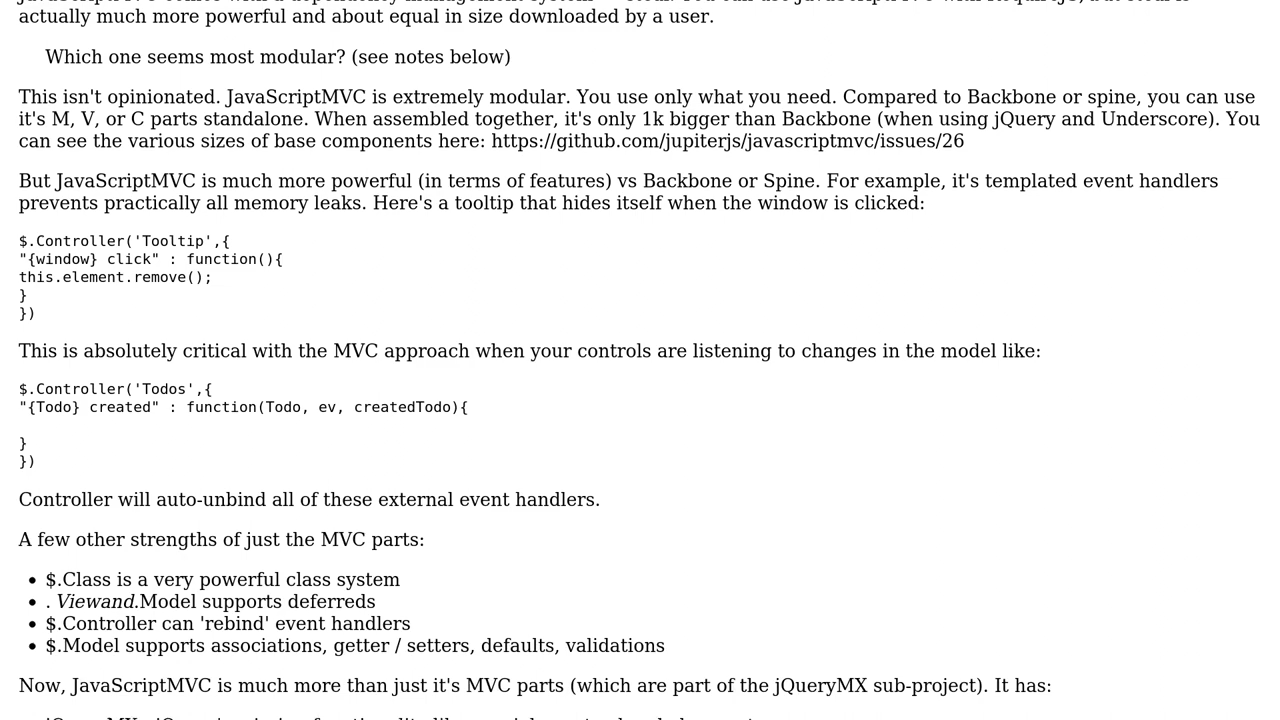 actually much more powerful and about equal in size downloaded by a user.
Which one seems most modular? (see notes below)
This isn't opinionated. JavaScriptMVC is extremely modular. You use only what you need. Compared to Backbone or spine, you can use
it's M, V, or C parts standalone. When assembled together, it's only 1k bigger than Backbone (when using jQuery and Underscore). You
can see the various sizes of base components here: https://github.com/jupiterjs/javascriptmvc/issues/26
But JavaScriptMVC is much more powerful (in terms of features) vs Backbone or Spine. For example, it's templated event handlers
prevents practically all memory leaks. Here's a tooltip that hides itself when the window is clicked:
$.Controller('Tooltip',{
"{window} click" : function(){
this.element.remove();
}
})
This is absolutely critical with the MVC approach when your controls are listening to changes in the model like:
$.Controller('Todos',{
"{Todo} created" : function(Todo, ev, createdTodo){
}
})
Controller will auto-unbind all of these external event handlers.
A few other strengths of just the MVC parts:
• $.Class is a very powerful class system
• . Viewand.Model supports deferreds
• $.Controller can 'rebind' event handlers
• $.Model supports associations, getter / setters, defaults, validations
Now, JavaScriptMVC is much more than just it's MVC parts (which are part of the jQueryMX sub-project). It has: